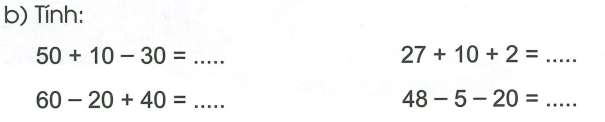 b) Tính:
50 + 10 – 30 = ..... 27 + 10 + 2 = .....
60 – 20 + 40 = ..... 48 – 5 – 20 = .....